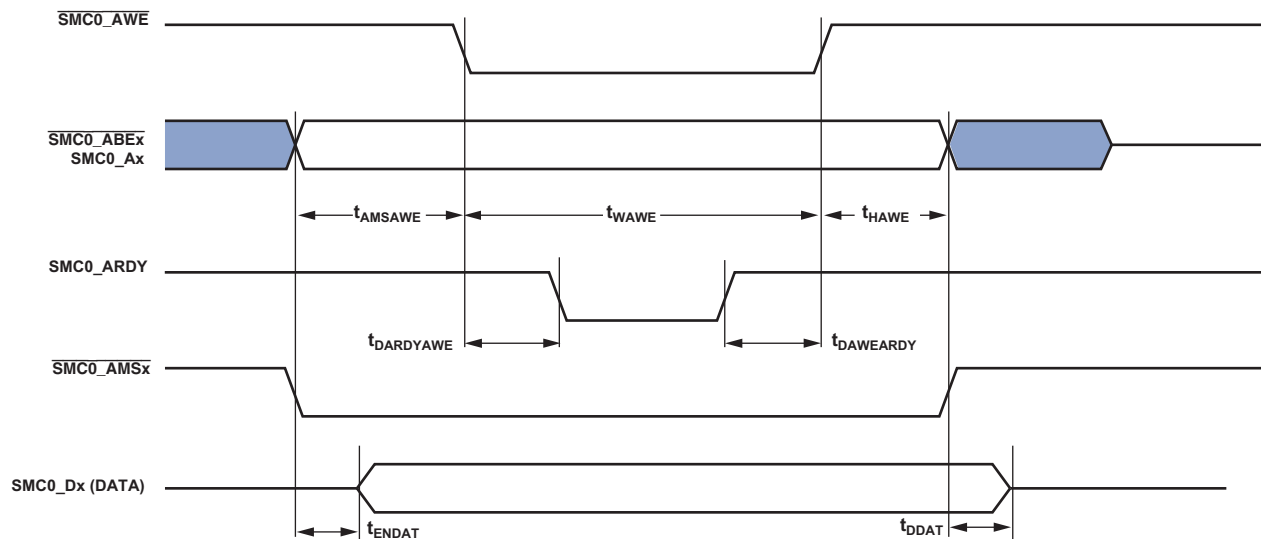 SMC0_AWE
SMC0_ABEx
SMC0_Ax
tAMSAWE
tWAWE
tHAWE
SMC0_ARDY
tDARDYAWE
tDAWEARDY
SMC0_AMSx
SMC0_Dx (DATA)
tENDAT
tDDAT